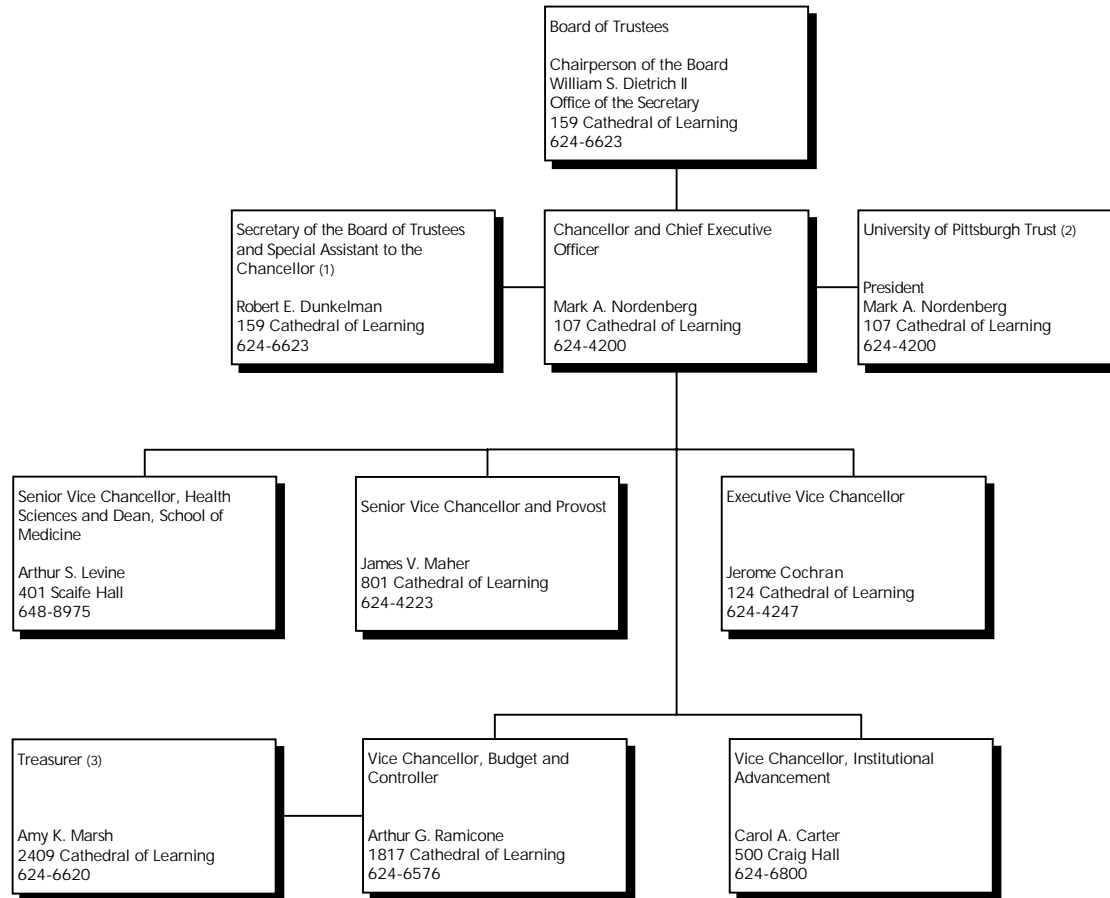 Board of Trustees
Chairperson of the Board
William S. Dietrich II
Office of the Secretary
159 Cathedral of Learning
624-6623
Secretary of the Board of Trustees
and Special Assistant to the
Chancellor (1)
Robert E. Dunkelman
159 Cathedral of Learning
624-6623
Chancellor and Chief Executive
Officer
Mark A. Nordenberg
107 Cathedral of Learning
624-4200
University of Pittsburgh Trust (2)
President
Mark A. Nordenberg
107 Cathedral of Learning
624-4200
Senior Vice Chancellor, Health
Sciences and Dean, School of
Medicine
Arthur S. Levine
401 Scaife Hall
648-8975
Senior Vice Chancellor and Provost
James V. Maher
801 Cathedral of Learning
624-4223
Executive Vice Chancellor
Jerome Cochran
124 Cathedral of Learning
624-4247
Treasurer (3)
Amy K. Marsh
2409 Cathedral of Learning
624-6620
Vice Chancellor, Budget and
Controller
Arthur G. Ramicone
1817 Cathedral of Learning
624-6576
Vice Chancellor, Institutional
Advancement
Carol A. Carter
500 Craig Hall
624-6800